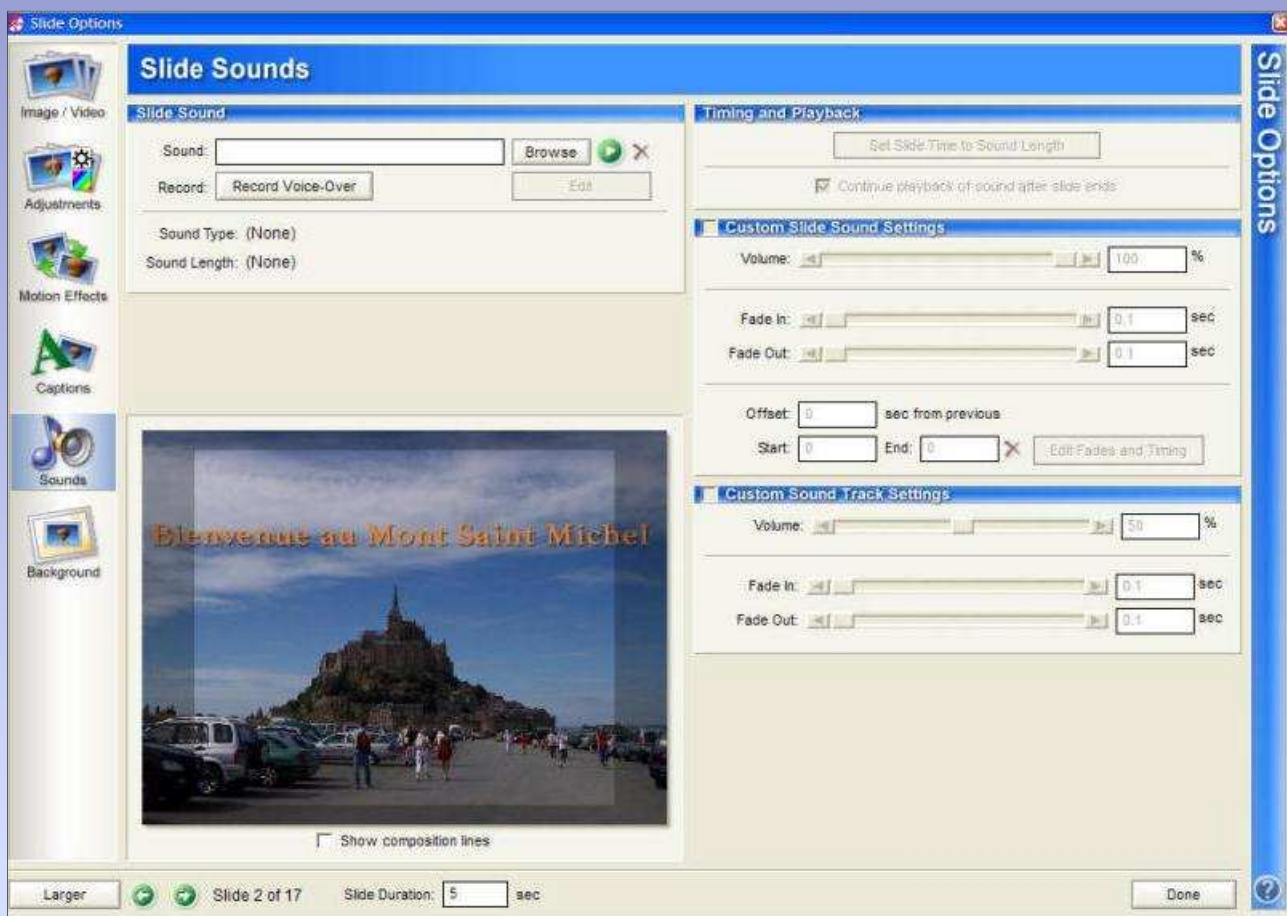 Slide Options
Image / Video
Adjustments
Motion Effects
Captions
Sounds
Background
Slide Sounds
Slide Sound
Sound:
Browse
Record: Record Voice-Over
Edit
Sound Type: (None)
Sound Length: (None)
Bienvenue au Mont Saint Michel
Show composition lines
Timing and Playback
Set Slide Time to Sound Length
Continue playback of sound after slide ends
Custom Slide Sound Settings
Volume: 100 %
Fade In: 0.1 sec
Fade Out: 0.1 sec
Offset: 0 sec from previous
Start: 0 End: 0 Edit Fades and Timing
Custom Sound Track Settings
Volume: 50 %
Fade In: 0.1 sec
Fade Out: 0.1 sec
Slide Options
Larger Slide 2 of 17 Slide Duration: 5 sec Done
?